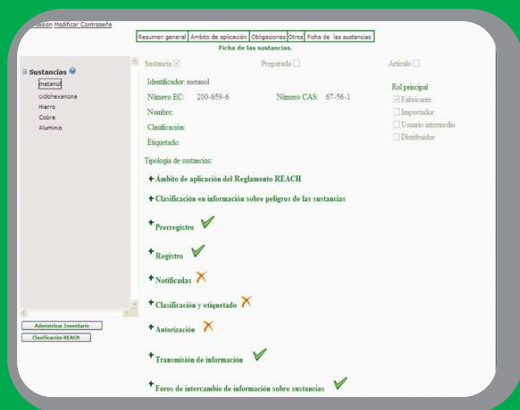 Modificar Contraseña
Resumen general Ambito de aplicación Obligaciones Otros Ficha de las sustancias
Ficha de las sustancias.
Sustancia Preparado Artículo
Sustancias
metanol
ciclohexanona
Hierro
Cobre
Aluminio
Identificador: metanol
Número EC: 200-659-6 Número CAS: 67-56-1
Nombre:
Clasificación:
Etiquetado:
Rol principal
Fabricante
Importador
Usuario intermedio
Distribuidor
Tipología de sustancias:
+ Ámbito de aplicación del Reglamento REACH
+ Clasificación en información sobre peligros de las sustancias
+ Prerregistro
+ Registro
+ Notificadas
+ Clasificación y etiquetado
+ Autorización
+ Transmisión de información
+ Foros de intercambio de información sobre sustancias
Administrar Inventario
Clasificación REACH